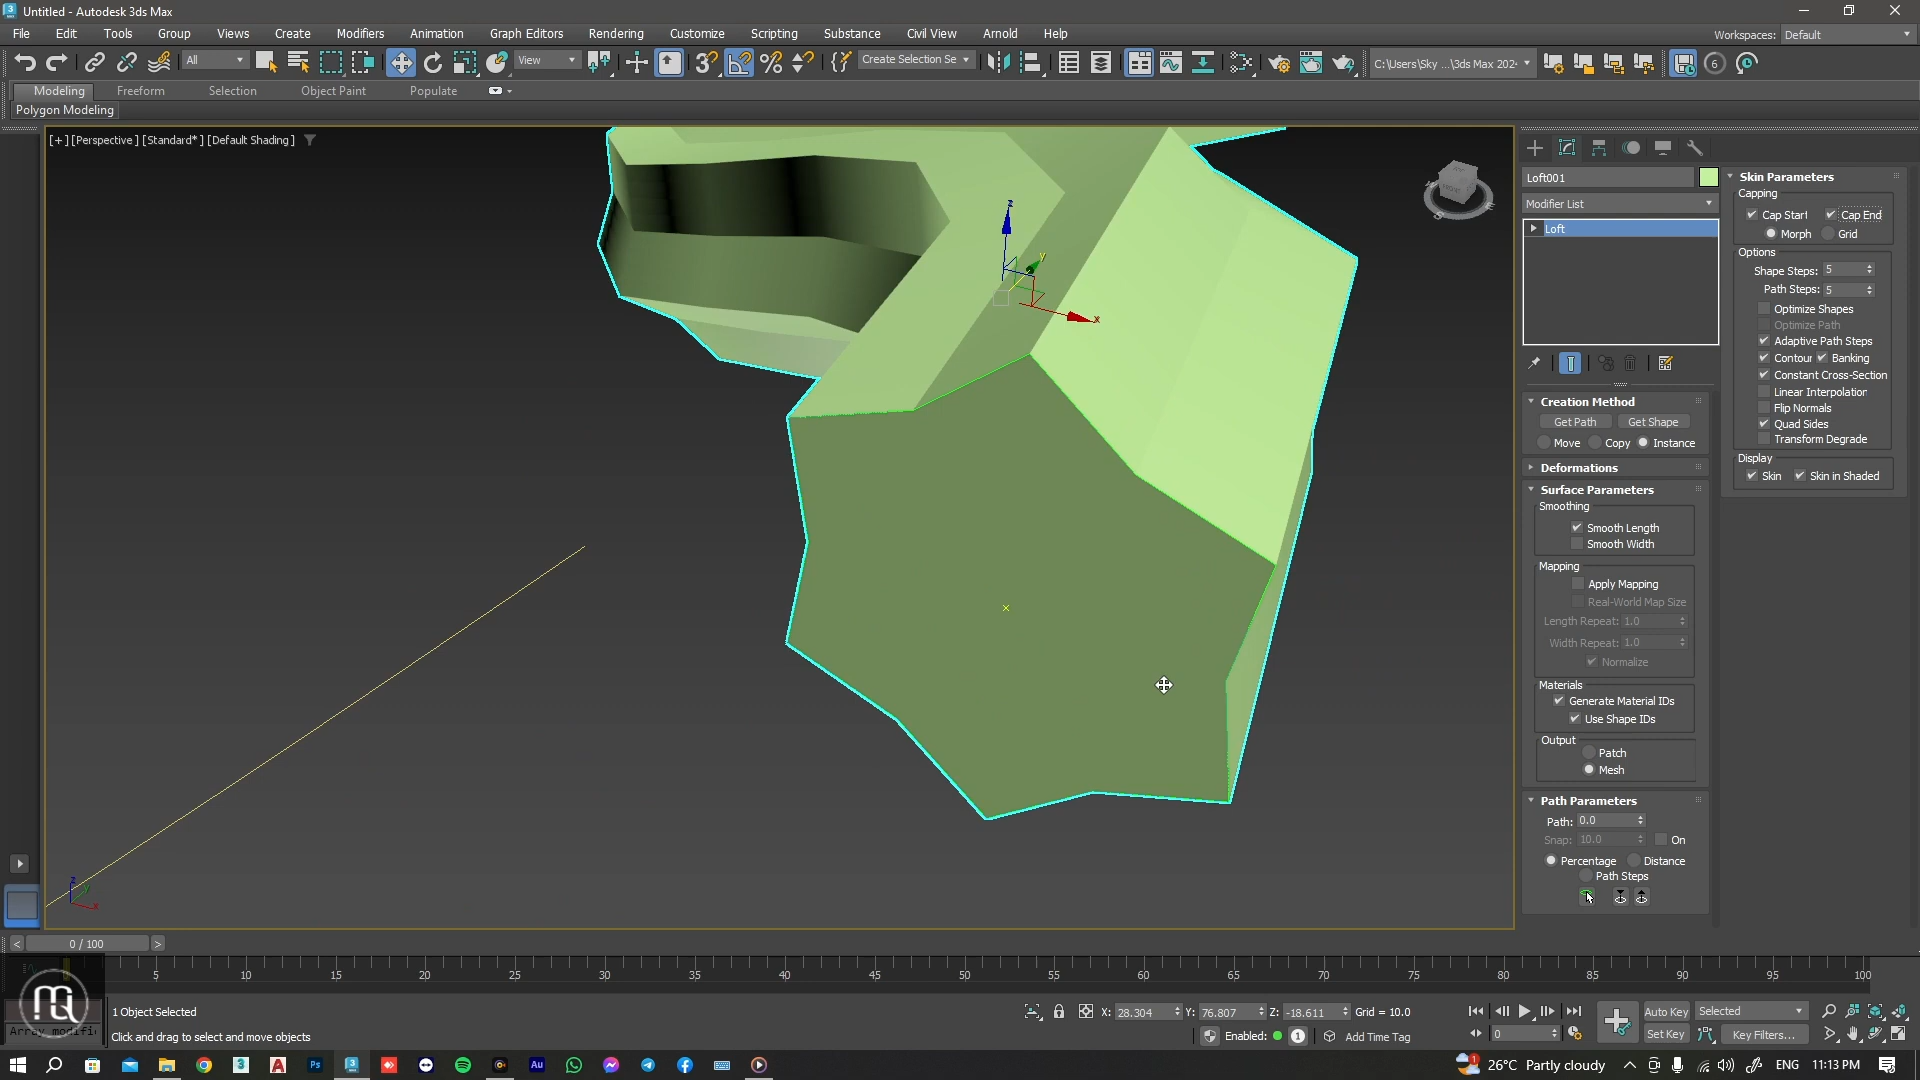 Untitled - Autodesk 3ds Max
File Edit Tools Group Views Create Modifiers Animation Graph Editors Rendering Customize Scripting Substance Civil View Arnold Help
Workspaces: Default
All View Create Selection Se C:\Users\Sky ...\3ds Max 202
Modeling Freeform Selection Object Paint Populate
Polygon Modeling
[+] [Perspective] [Standard*] [Default Shading]
z
y
x
z
y
x
Loft001
Modifier List
Loft
Creation Method
Get Path Get Shape
Move Copy Instance
Deformations
Surface Parameters
Smoothing
Smooth Length
Smooth Width
Mapping
Apply Mapping
Real-World Map Size
Length Repeat: 1.0
Width Repeat: 1.0
Normalize
Materials
Generate Material IDs
Use Shape IDs
Output
Patch
Mesh
Path Parameters
Path: 0.0
Snap: 10.0 On
Percentage Distance
Path Steps
Skin Parameters
Capping
Cap Start Cap End
Morph Grid
Options
Shape Steps: 5
Path Steps: 5
Optimize Shapes
Optimize Path
Adaptive Path Steps
Contour Banking
Constant Cross-Section
Linear Interpolation
Flip Normals
Quad Sides
Transform Degrade
Display
Skin Skin in Shaded
< 0 / 100 >
5 10 15 20 25 30 35 40 45 50 55 60 65 70 75 80 85 90 95 100
1 Object Selected
X: 28.304 Y: 76.807 Z: -18.611 Grid = 10.0
Array modifi
Click and drag to select and move objects
Enabled: 1 Add Time Tag
0
Auto Key Selected
Set Key Key Filters...
26°C Partly cloudy ENG 11:13 PM